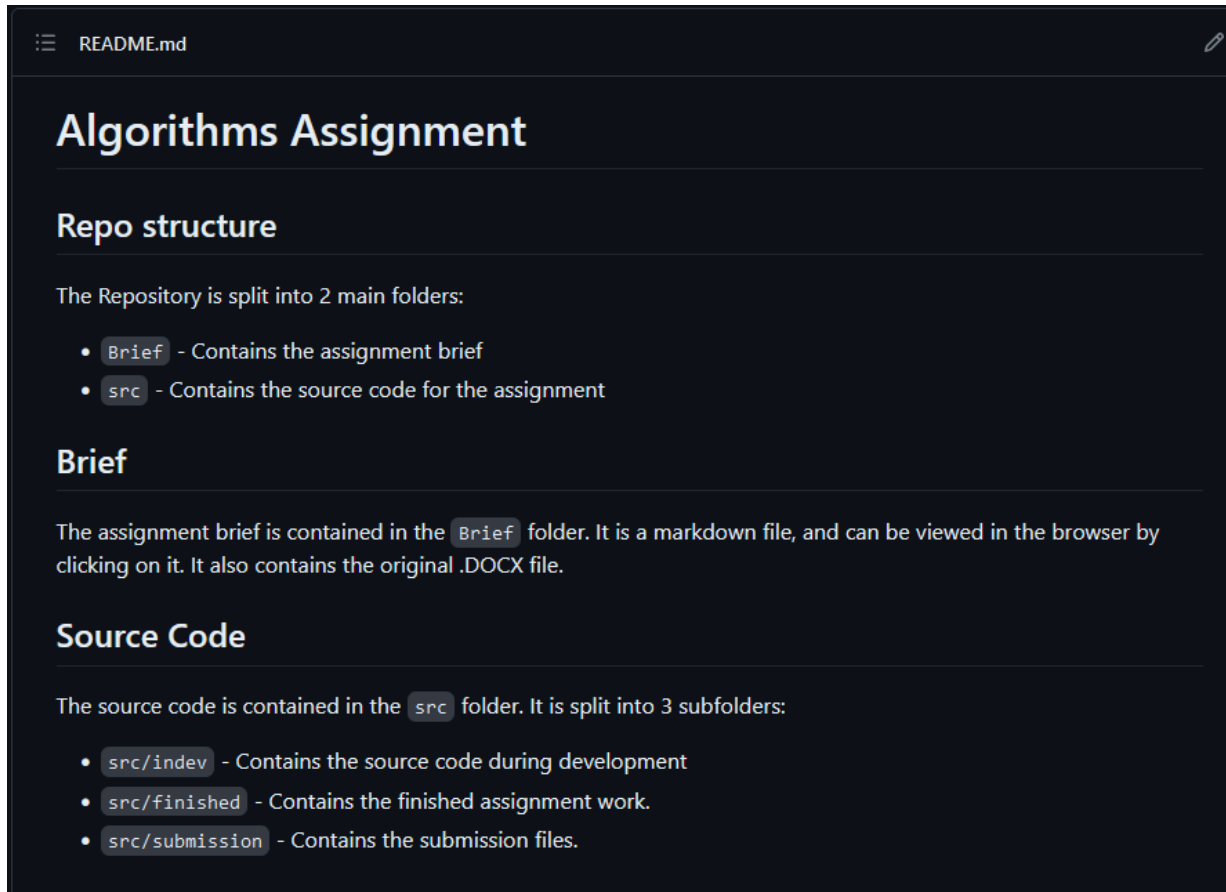 README.md
Algorithms Assignment
Repo structure
The Repository is split into 2 main folders:
Brief - Contains the assignment brief
src - Contains the source code for the assignment
Brief
The assignment brief is contained in the Brief folder. It is a markdown file, and can be viewed in the browser by
clicking on it. It also contains the original .DOCX file.
Source Code
The source code is contained in the src folder. It is split into 3 subfolders:
src/indev - Contains the source code during development
src/finished - Contains the finished assignment work.
src/submission - Contains the submission files.